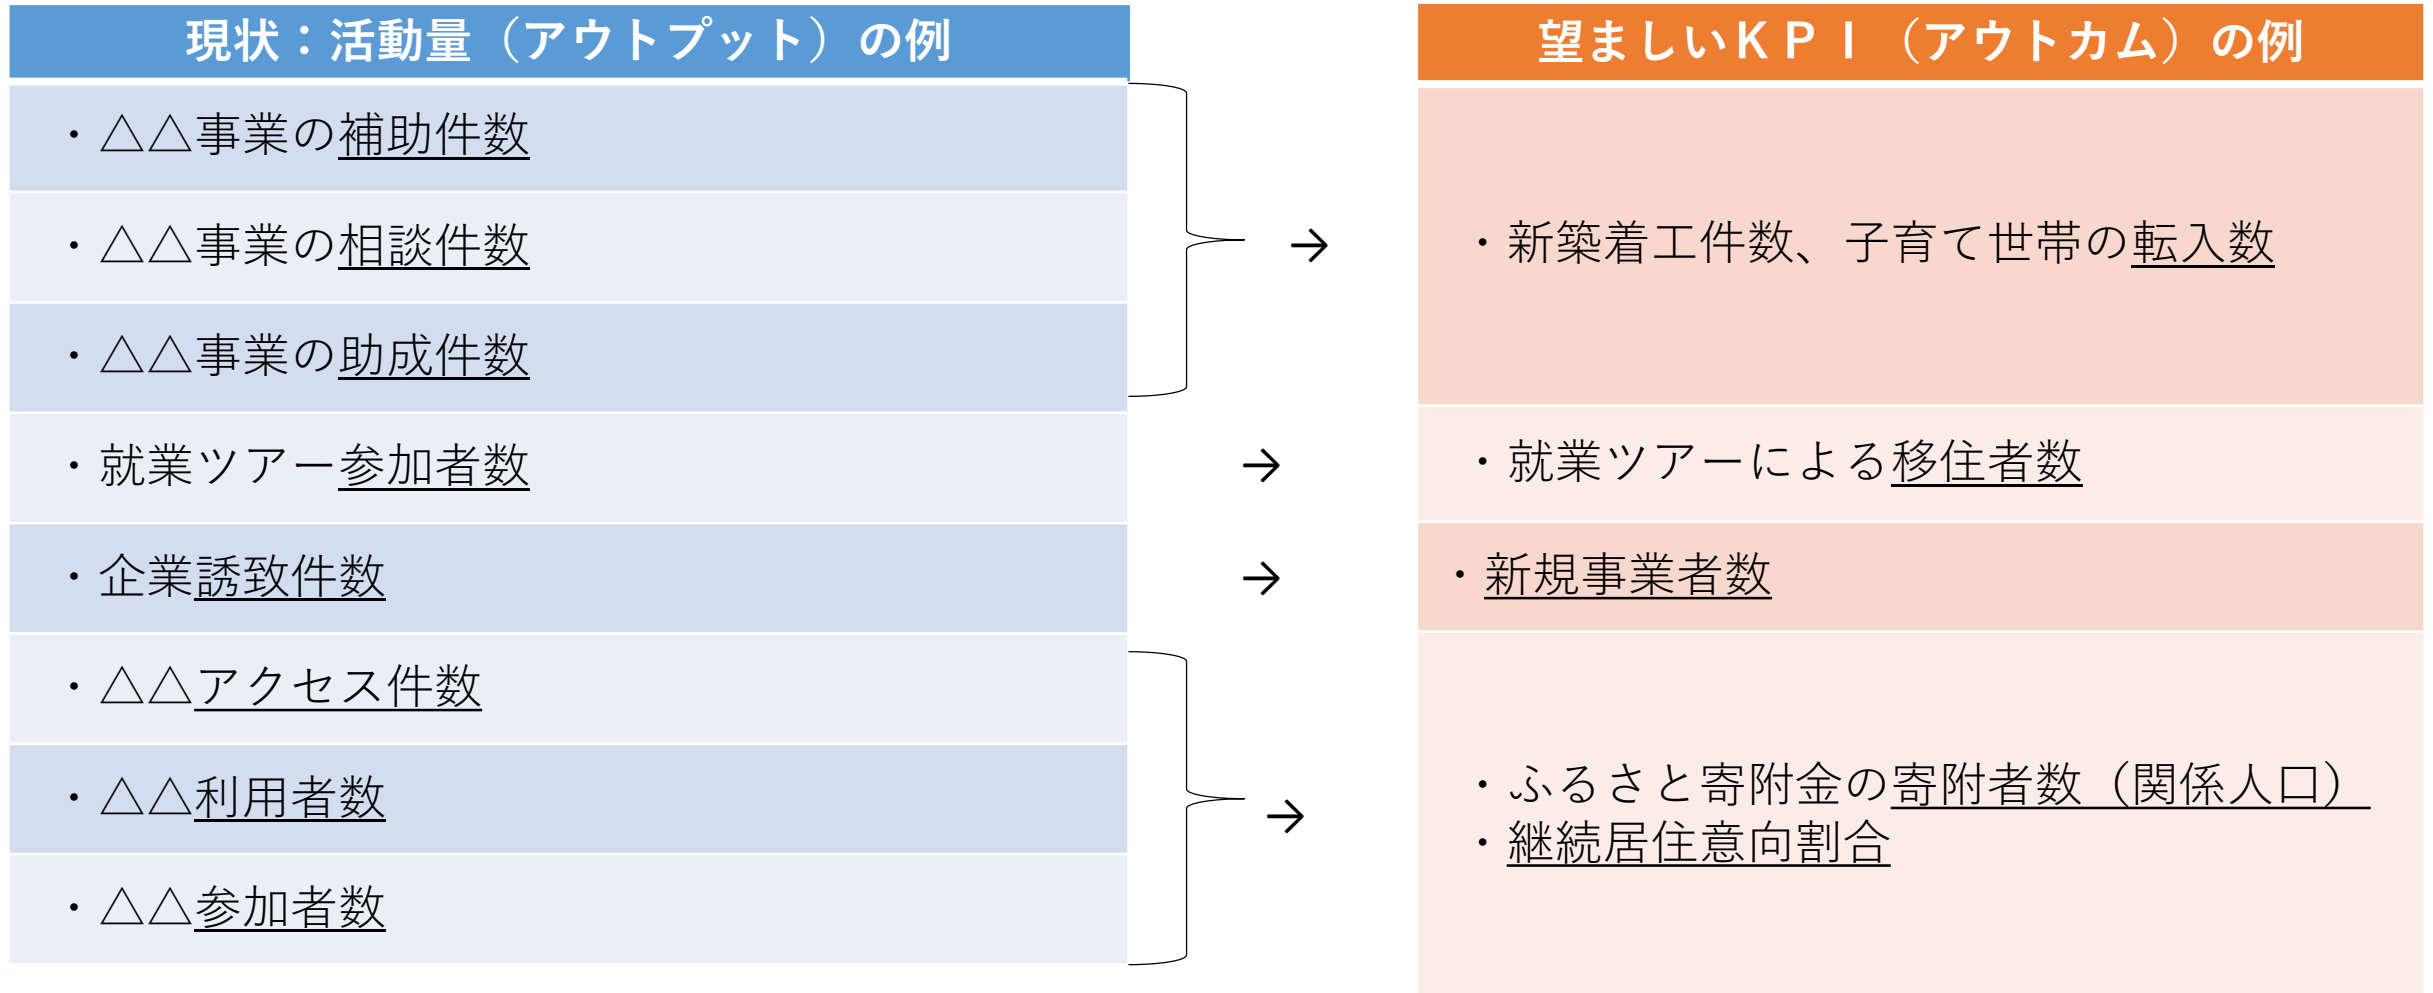 現状：活動量（アウトプット）の例
・△△事業の補助件数
・△△事業の相談件数
・△△事業の助成件数
・就業ツアー参加者数
・企業誘致件数
・△△アクセス件数
・△△利用者数
・△△参加者数
→
→
→
→
望ましいＫＰＩ（アウトカム）の例
・新築着工件数、子育て世帯の転入数
・就業ツアーによる移住者数
・新規事業者数
・ふるさと寄附金の寄附者数（関係人口）
・継続居住意向割合